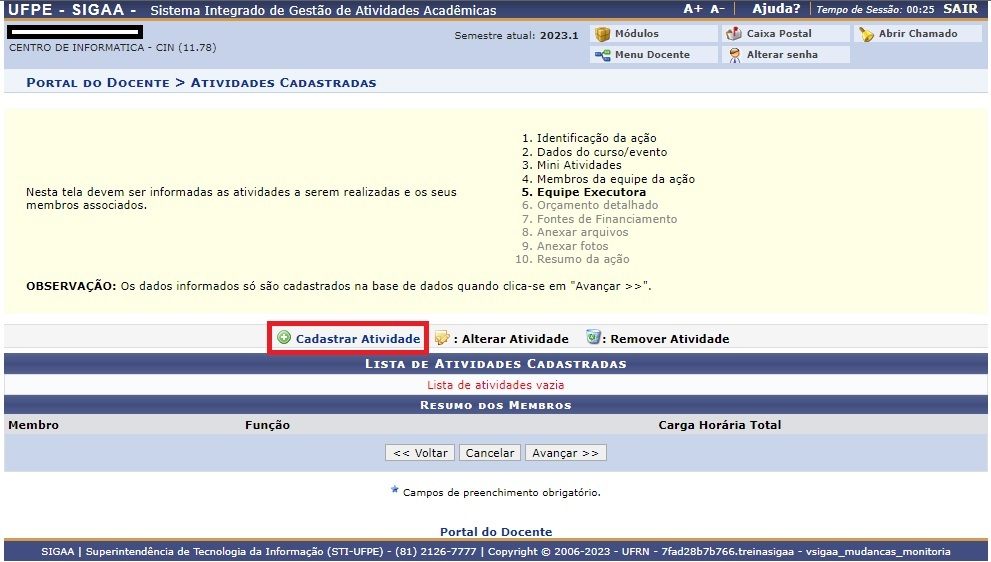 UFPE - SIGAA - Sistema Integrado de Gestão de Atividades Acadêmicas A+ A- Ajuda? Tempo de Sessão: 00:25 SAIR
CENTRO DE INFORMATICA - CIN (11.78)
Semestre atual: 2023.1
Módulos Caixa Postal Abrir Chamado
Menu Docente Alterar senha
PORTAL DO DOCENTE > ATIVIDADES CADASTRADAS
Nesta tela devem ser informadas as atividades a serem realizadas e os seus
membros associados.
1. Identificação da ação
2. Dados do curso/evento
3. Mini Atividades
4. Membros da equipe da ação
5. Equipe Executora
6. Orçamento detalhado
7. Fontes de Financiamento
8. Anexar arquivos
9. Anexar fotos
10. Resumo da ação
OBSERVAÇÃO: Os dados informados só são cadastrados na base de dados quando clica-se em "Avançar >>".
Cadastrar Atividade : Alterar Atividade : Remover Atividade
LISTA DE ATIVIDADES CADASTRADAS
Lista de atividades vazia
RESUMO DOS MEMBROS
Membro Função Carga Horária Total
<< Voltar Cancelar Avançar >>
Campos de preenchimento obrigatório.
Portal do Docente
SIGAA | Superintendência de Tecnologia da Informação (STI-UFPE) - (81) 2126-7777 | Copyright © 2006-2023 - UFRN - 7fad28b7b766.treinasigaa - vsigaa_mudancas_monitoria